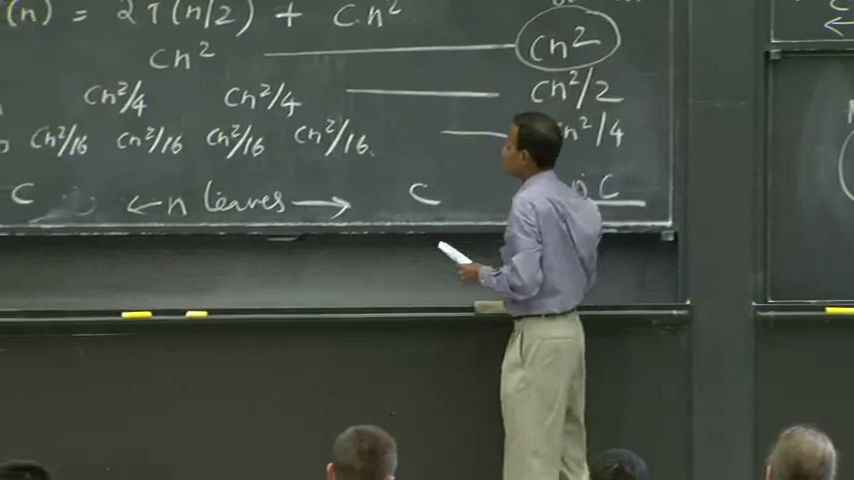 (n) = 2T(n/2) + C.n²
Cn² Cn²
Cn²/4 Cn²/4 Cn²/2
Cn²/16 Cn²/16 Cn²/16 Cn²/16 n²/4
C ← n leaves → C C